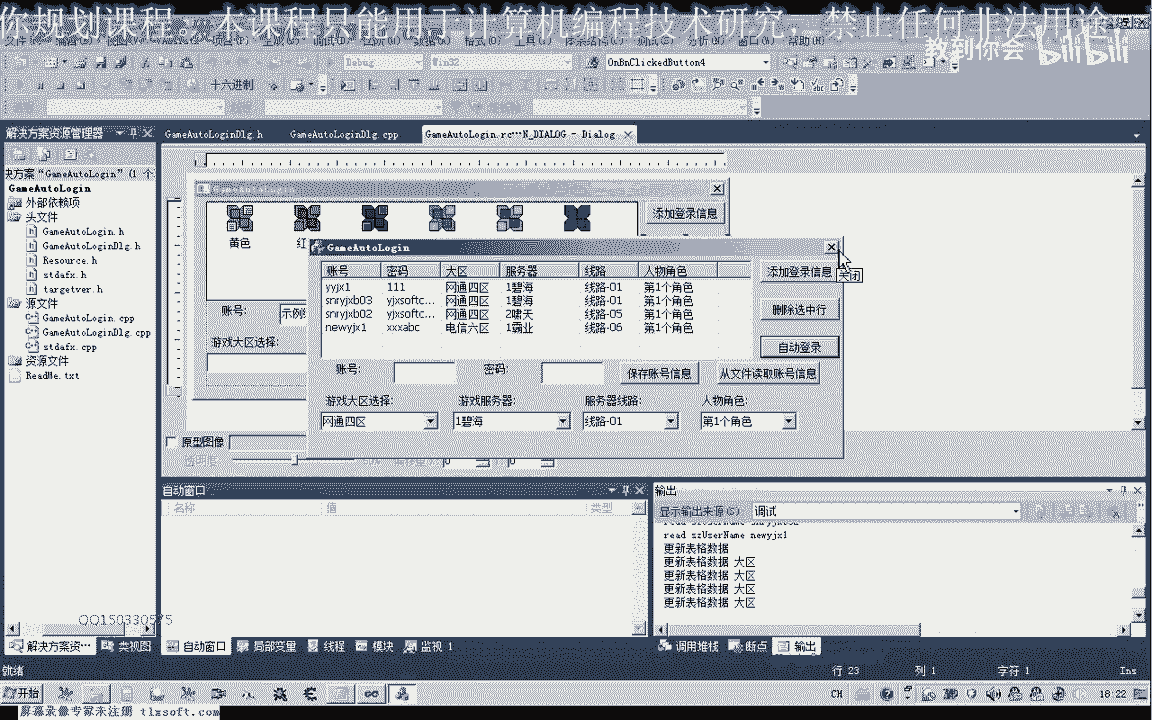 你规划课程。本课程只能用于计算机编程技术研究,禁止任何非法用途
教到你会 bilibili
Debug Win32 OnBnClickedButton4
十六进制
解决方案资源管理器
GameAutoLoginDlg.h GameAutoLoginDlg.cpp GameAutoLogin.rc...N_DIALOG - Dialog
决方案“GameAutoLogin”(1 个
GameAutoLogin
外部依赖项
头文件
GameAutoLogin.h
GameAutoLoginDlg.h
Resource.h
stdafx.h
targetver.h
源文件
GameAutoLogin.cpp
GameAutoLoginDlg.cpp
stdafx.cpp
资源文件
ReadMe.txt
GameAutoLogin
添加登录信息
黄色 红
账号: 示例
游戏大区选择:
原型图像
透明度:
GameAutoLogin
账号 密码 大区 服务器 线路 人物角色
yyjx1 111 网通四区 1碧海 线路-01 第1个角色
snryjxb03 yjxsoftc... 网通四区 1碧海 线路-01 第1个角色
snryjxb02 yjxsoftc... 网通四区 2啸天 线路-05 第1个角色
newyjx1 xxxabc 电信六区 1霸业 线路-06 第1个角色
添加登录信息
关闭
删除选中行
自动登录
账号: 密码: 保存账号信息 从文件读取账号信息
游戏大区选择: 游戏服务器: 服务器线路: 人物角色:
网通四区 1碧海 线路-01 第1个角色
自动窗口
名称 值 类型
输出
显示输出来源(S): 调试
read szUserName newyjx1
更新表格数据
更新表格数据 大区
更新表格数据 大区
更新表格数据 大区
更新表格数据 大区
QQ150330575
解决方案资... 类视图
自动窗口 局部变量 线程 模块 监视 1
调用堆栈 断点 输出
就绪 行 23 列 1 字符 1 Ins
开始 CH 18:22
屏幕录像专家未注册 tlxsoft.com